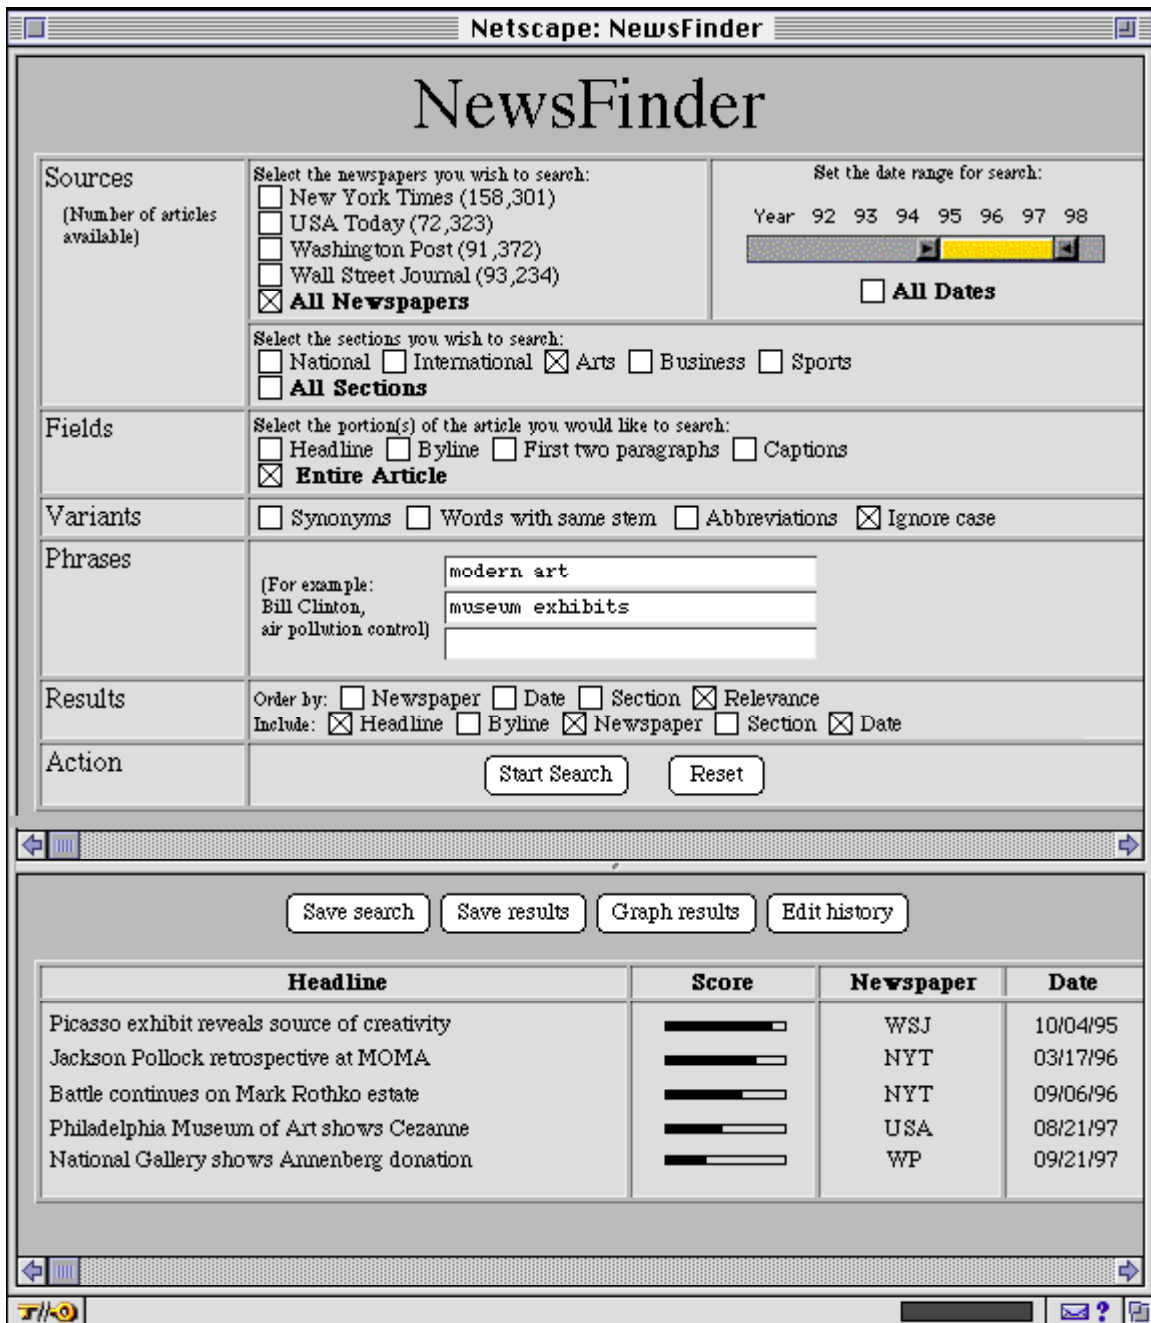 Netscape: NewsFinder
NewsFinder
Sources
(Number of articles
available)
Select the newspapers you wish to search:
New York Times (158,301)
USA Today (72,323)
Washington Post (91,372)
Wall Street Journal (93,234)
All Newspapers
Set the date range for search:
Year 92 93 94 95 96 97 98
All Dates
Select the sections you wish to search:
National International Arts Business Sports
All Sections
Fields
Select the portion(s) of the article you would like to search:
Headline Byline First two paragraphs Captions
Entire Article
Variants
Synonyms Words with same stem Abbreviations Ignore case
Phrases
(For example:
Bill Clinton,
air pollution control)
modern art
museum exhibits
Results
Order by: Newspaper Date Section Relevance
Include: Headline Byline Newspaper Section Date
Action
Start Search Reset
Save search Save results Graph results Edit history
Headline Score Newspaper Date
Picasso exhibit reveals source of creativity WSJ 10/04/95
Jackson Pollock retrospective at MOMA NYT 03/17/96
Battle continues on Mark Rothko estate NYT 09/06/96
Philadelphia Museum of Art shows Cezanne USA 08/21/97
National Gallery shows Annenberg donation WP 09/21/97
?